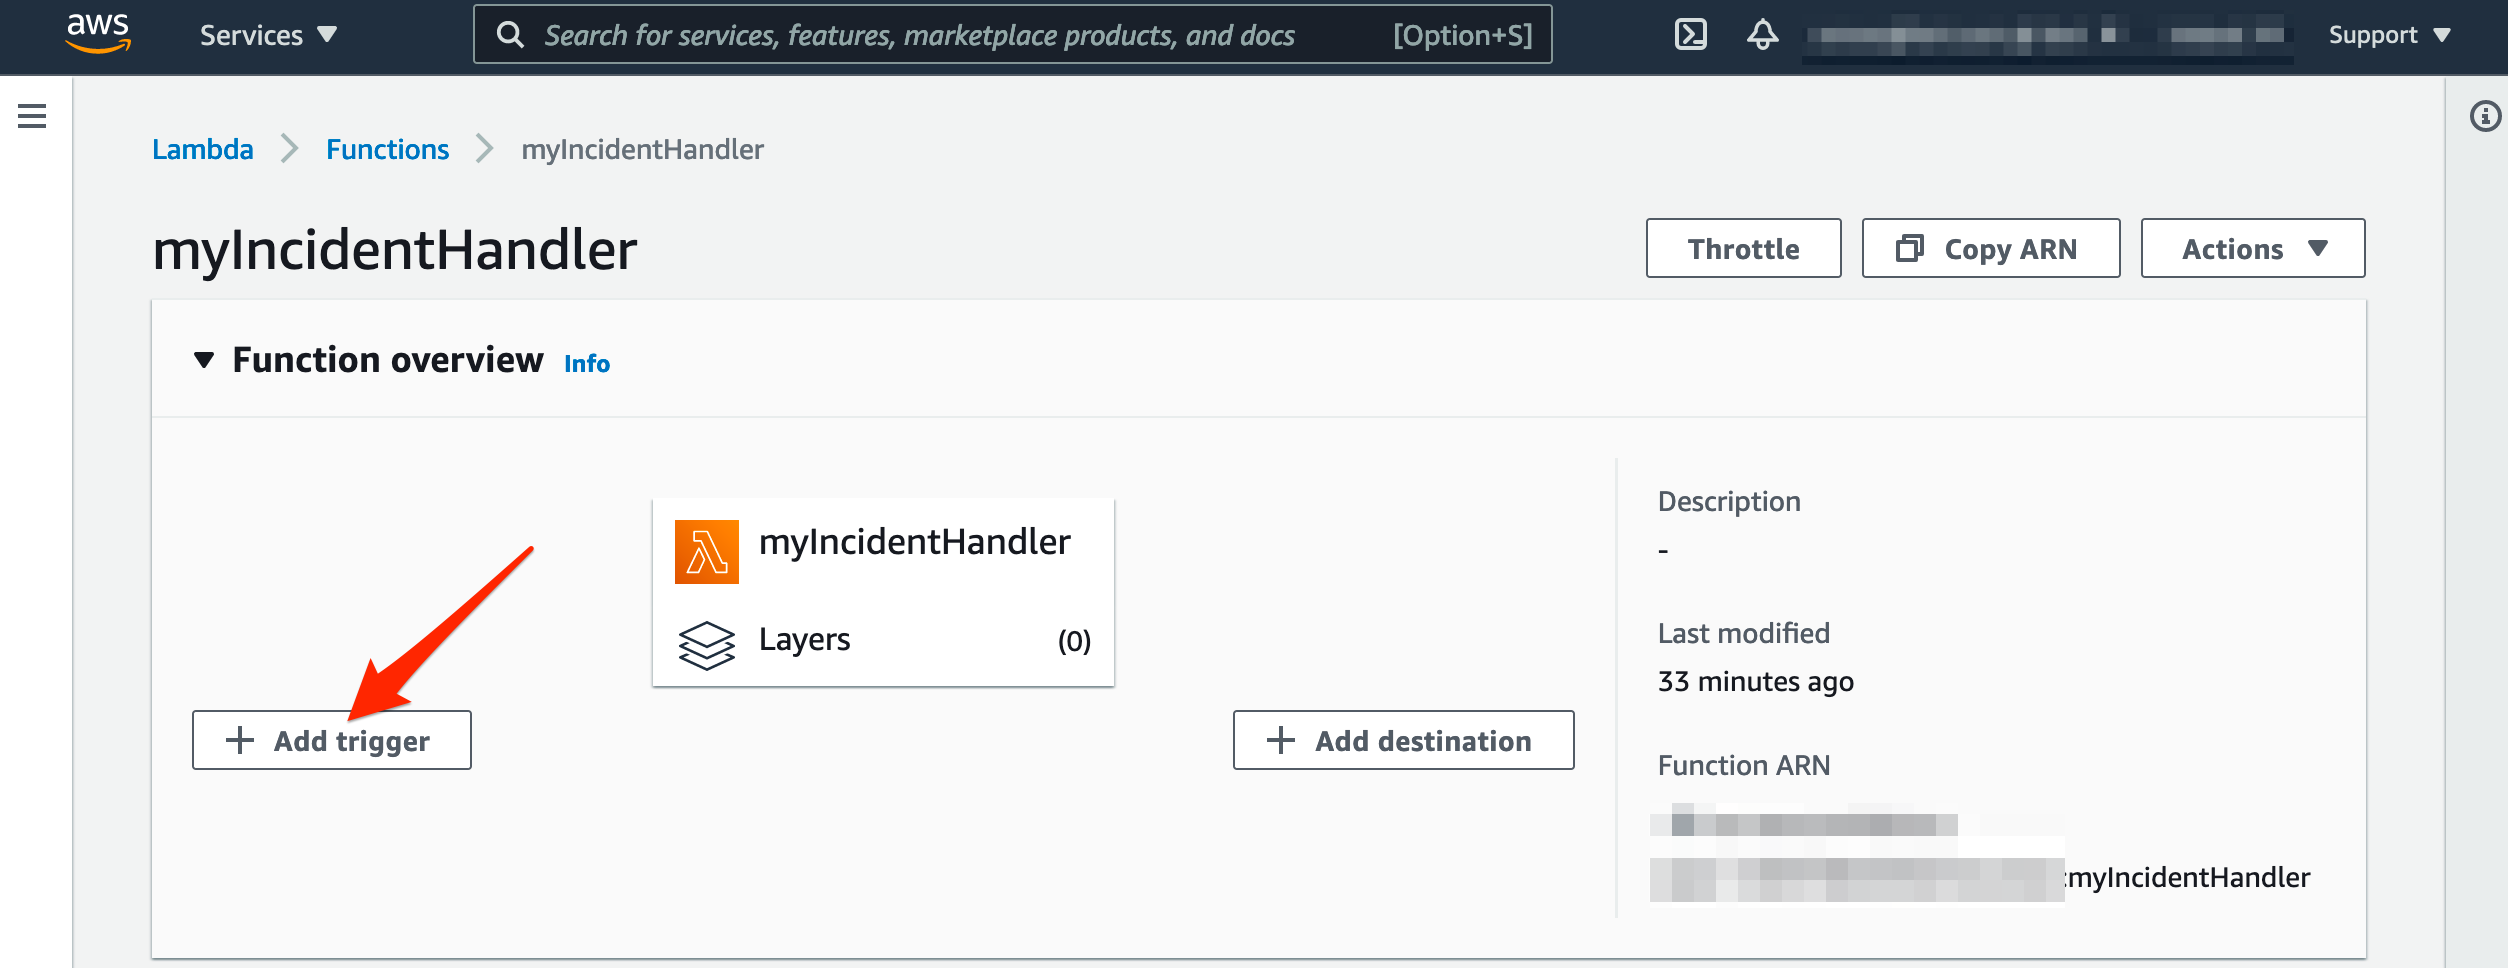 aws Services Search for services, features, marketplace products, and docs [Option+S] Support
Lambda Functions myIncidentHandler
myIncidentHandler Throttle Copy ARN Actions
Function overview Info
myIncidentHandler
Layers (0)
Add trigger
Add destination
Description
-
Last modified
33 minutes ago
Function ARN
:myIncidentHandler